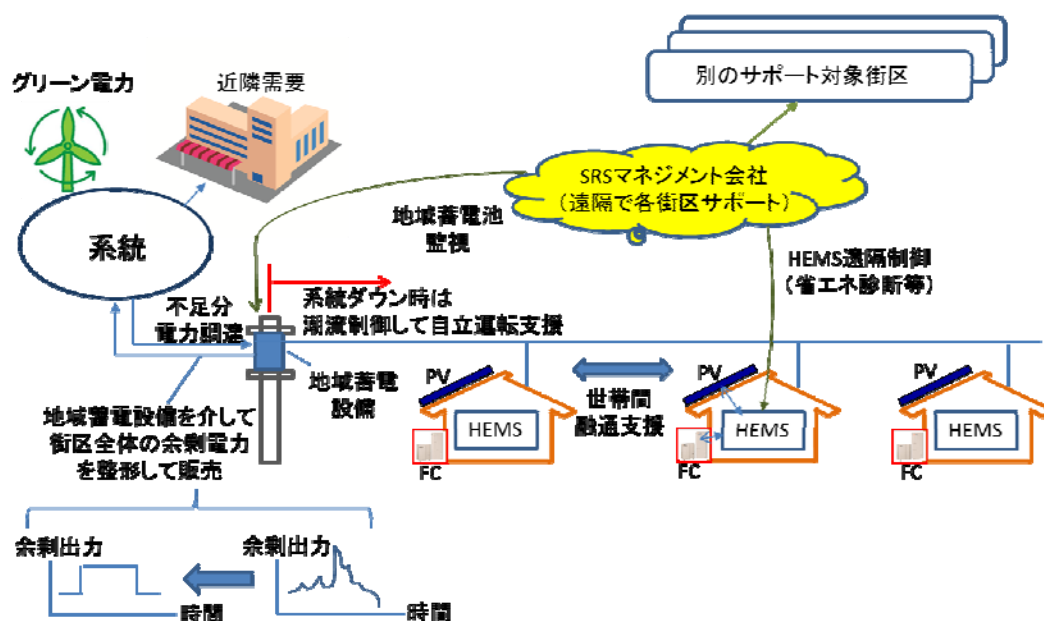 グリーン電力
近隣需要
別のサポート対象街区
SRSマネジメント会社
(遠隔で各街区サポート)
系統
地域蓄電池
監視
HEMS遠隔制御
(省エネ診断等)
不足分
電力調達
系統ダウン時は
潮流制御して自立運転支援
地域蓄電
設備
PV
HEMS
FC
世帯間
融通支援
PV
HEMS
FC
PV
HEMS
FC
地域蓄電設備を介して
街区全体の余剰電力
を整形して販売
余剰出力
時間
余剰出力
時間